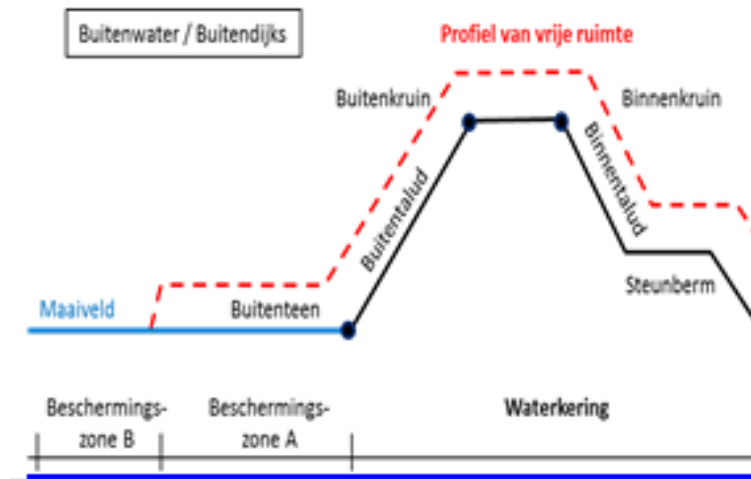 Buitenwater / Buitendijks
Profiel van vrije ruimte
Buitenkruin
Binnenkruin
Buitentalud
Binnentalud
Steunberm
Maaiveld
Buitenteen
Beschermings-
zone B
Beschermings-
zone A
Waterkering